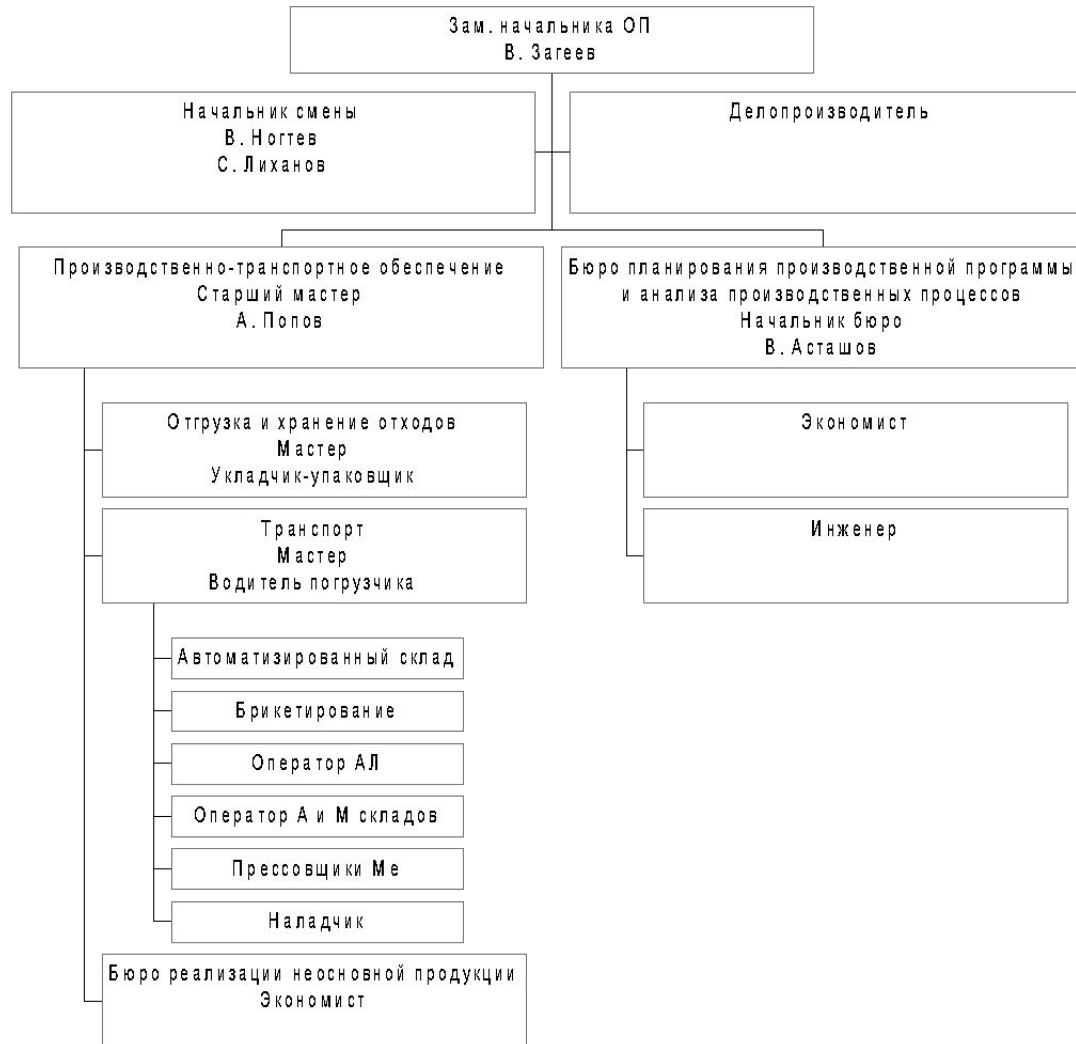 Зам. начальника ОП
В. Загеев
Начальник смены
В. Ногтев
С. Лиханов
Делопроизводитель
Производственно-транспортное обеспечение
Старший мастер
А. Попов
Бюро планирования производственной программы
и анализа производственных процессов
Начальник бюро
В. Асташов
Отгрузка и хранение отходов
Мастер
Укладчик-упаковщик
Экономист
Транспорт
Мастер
Водитель погрузчика
Инженер
Автоматизированный склад
Брикетирование
Оператор АЛ
Оператор А и М складов
Прессовщики Ме
Наладчик
Бюро реализации неосновной продукции
Экономист